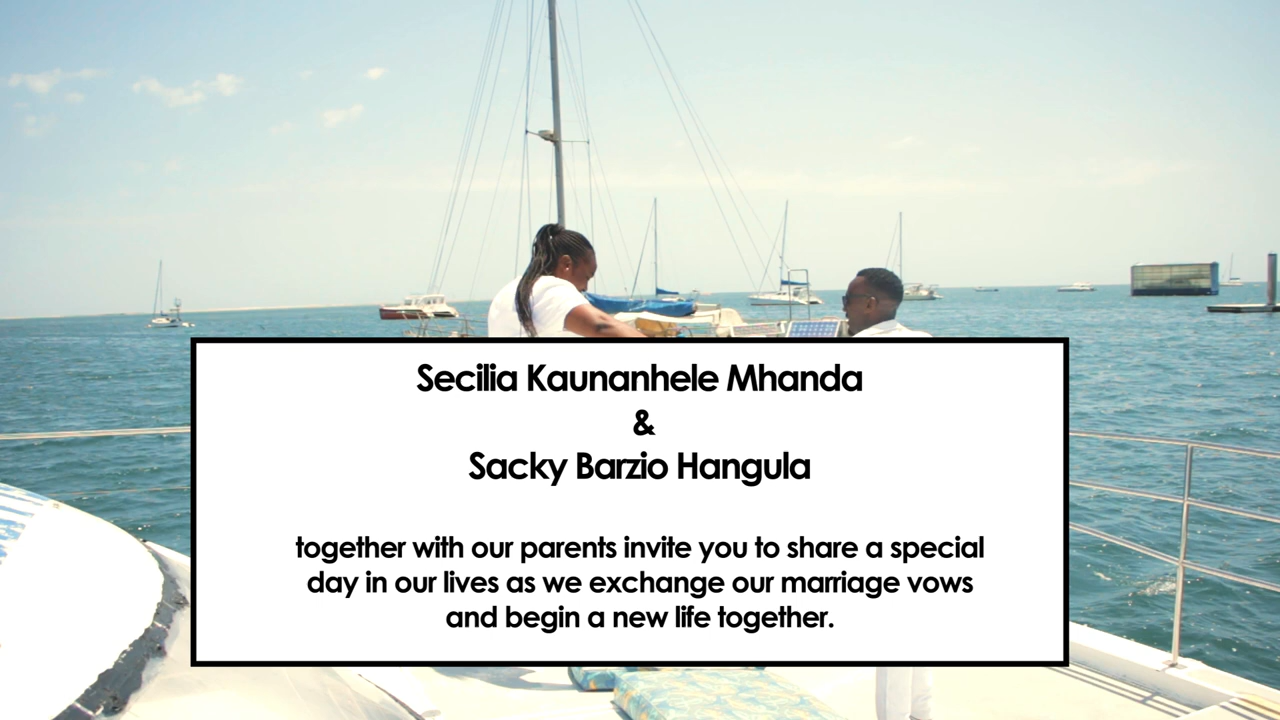 Secilia Kaunanhele Mhanda
&
Sacky Barzio Hangula
together with our parents invite you to share a special
day in our lives as we exchange our marriage vows
and begin a new life together.